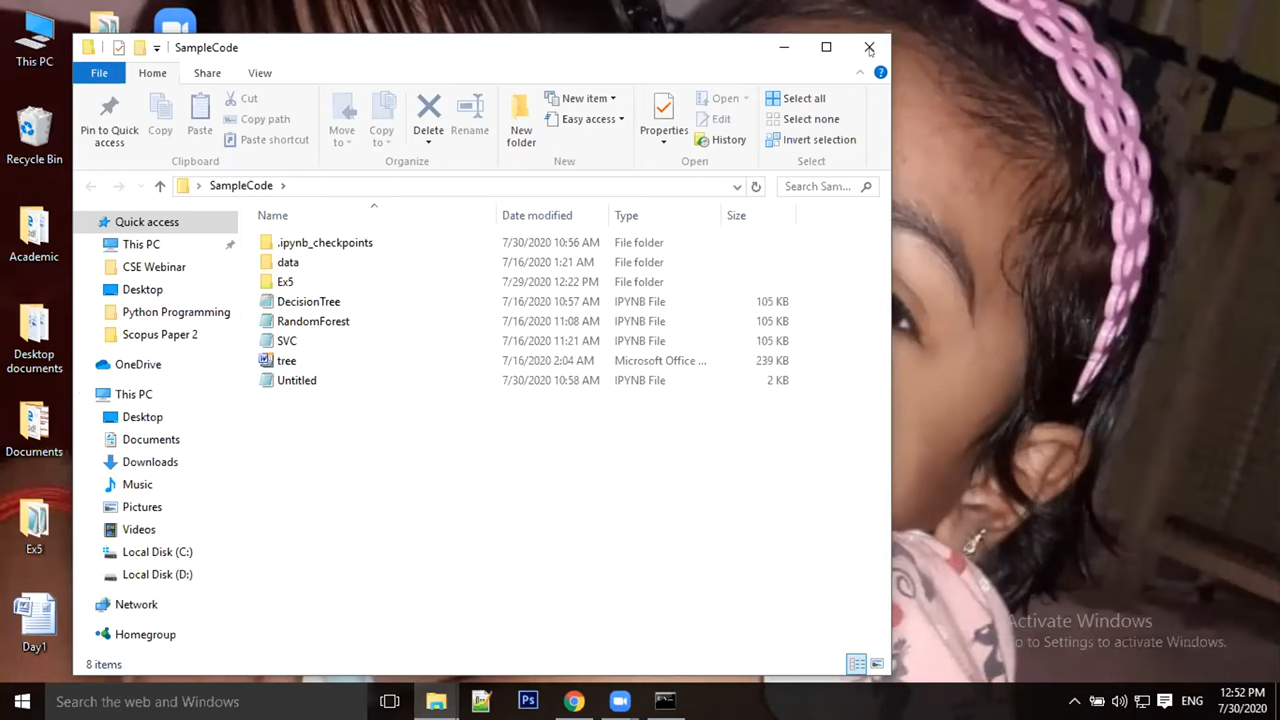 This PC
Recycle Bin
Academic
Desktop documents
Documents
Ex5
Day1
SampleCode
File Home Share View
Pin to Quick access
Copy
Paste
Cut
Copy path
Paste shortcut
Clipboard
Move to
Copy to
Delete
Rename
Organize
New folder
New item
Easy access
New
Properties
Open
Edit
History
Open
Select all
Select none
Invert selection
Select
SampleCode
Search Sam...
Quick access
This PC
CSE Webinar
Desktop
Python Programming
Scopus Paper 2
OneDrive
This PC
Desktop
Documents
Downloads
Music
Pictures
Videos
Local Disk (C:)
Local Disk (D:)
Network
Homegroup
Name Date modified Type Size
.ipynb_checkpoints 7/30/2020 10:56 AM File folder
data 7/16/2020 1:21 AM File folder
Ex5 7/29/2020 12:22 PM File folder
DecisionTree 7/16/2020 10:57 AM IPYNB File 105 KB
RandomForest 7/16/2020 11:08 AM IPYNB File 105 KB
SVC 7/16/2020 11:21 AM IPYNB File 105 KB
tree 7/16/2020 2:04 AM Microsoft Office ... 239 KB
Untitled 7/30/2020 10:58 AM IPYNB File 2 KB
8 items
Activate Windows
Go to Settings to activate Windows.
Search the web and Windows
Ps
ENG
12:52 PM
7/30/2020